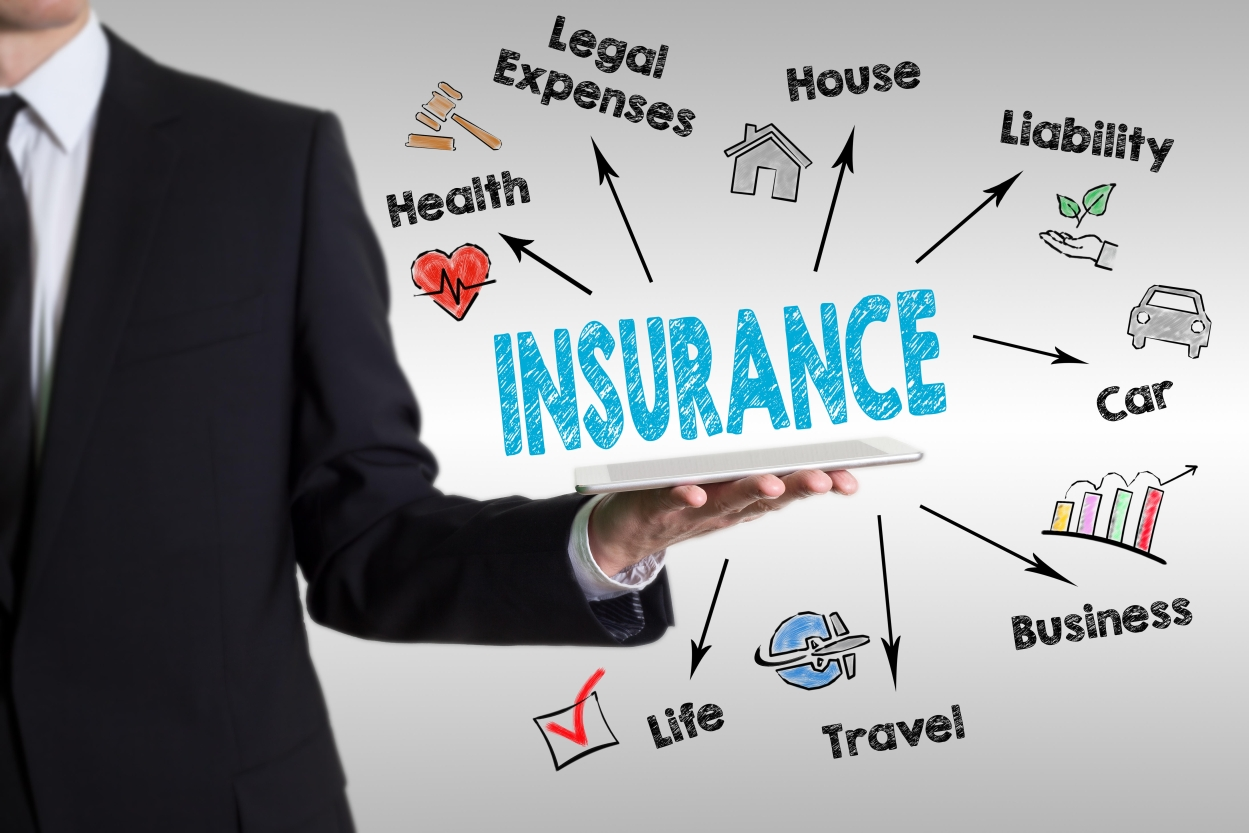 Legal
Expenses
House
Liability
Health
INSURANCE
Car
Business
Life
Travel